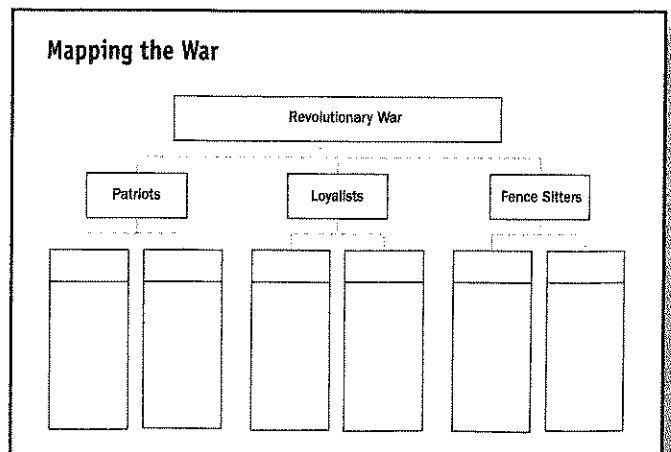 Mapping the War
Revolutionary War
Patriots
Loyalists
Fence Sitters